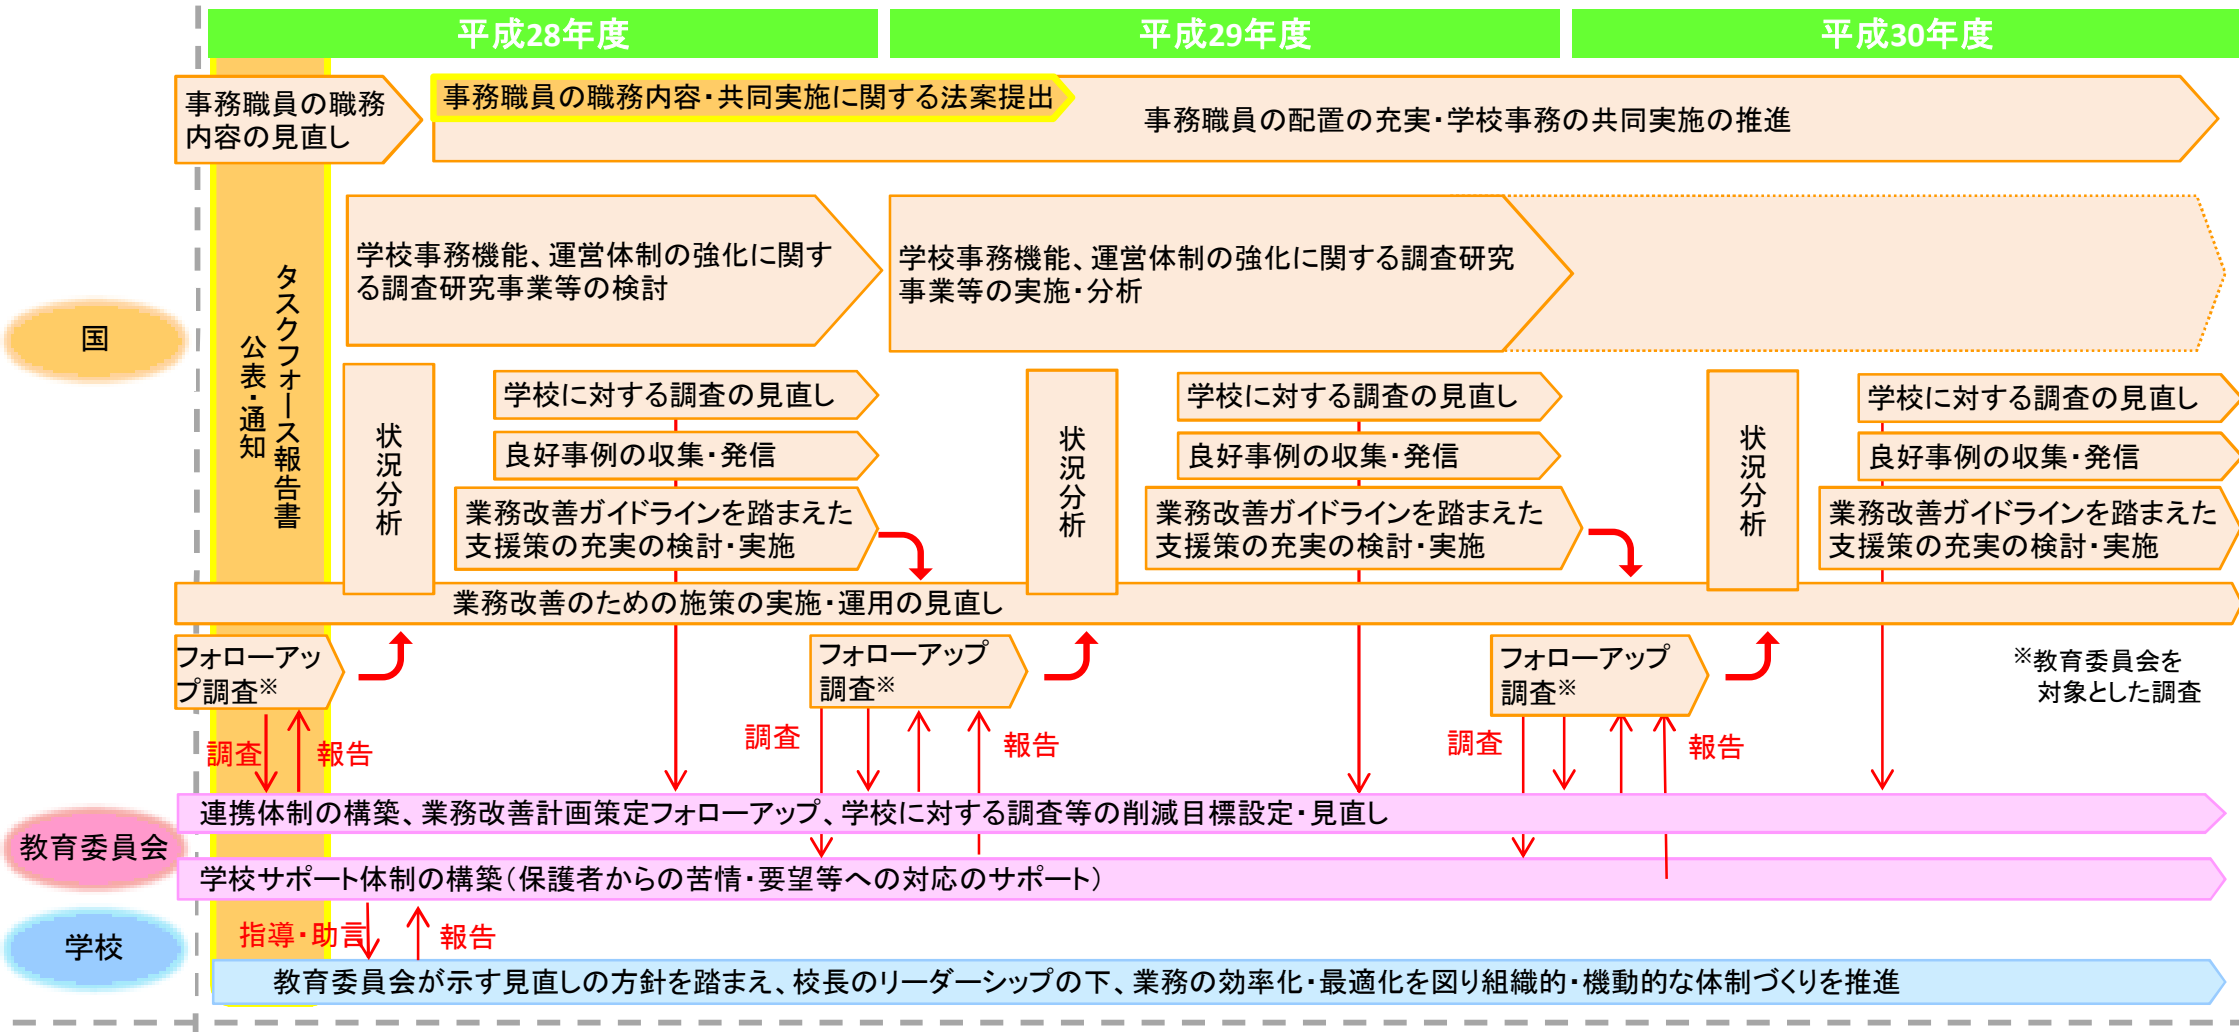 平成28年度
平成29年度
平成30年度
事務職員の職務
内容の見直し
事務職員の職務内容・共同実施に関する法案提出
事務職員の配置の充実・学校事務の共同実施の推進
国
タスクフォース報告書
公表・通知
学校事務機能、運営体制の強化に関す
る調査研究事業等の検討
学校事務機能、運営体制の強化に関する調査研究
事業等の実施・分析
状況分析
学校に対する調査の見直し
良好事例の収集・発信
業務改善ガイドラインを踏まえた
支援策の充実の検討・実施
状況分析
学校に対する調査の見直し
良好事例の収集・発信
業務改善ガイドラインを踏まえた
支援策の充実の検討・実施
状況分析
学校に対する調査の見直し
良好事例の収集・発信
業務改善ガイドラインを踏まえた
支援策の充実の検討・実施
業務改善のための施策の実施・運用の見直し
フォローアッ
プ調査※
フォローアップ
調査※
フォローアップ
調査※
※教育委員会を
対象とした調査
調査
報告
調査
報告
調査
報告
教育委員会
連携体制の構築、業務改善計画策定フォローアップ、学校に対する調査等の削減目標設定・見直し
学校サポート体制の構築（保護者からの苦情・要望等への対応のサポート）
指導・助言
報告
学校
教育委員会が示す見直しの方針を踏まえ、校長のリーダーシップの下、業務の効率化・最適化を図り組織的・機動的な体制づくりを推進